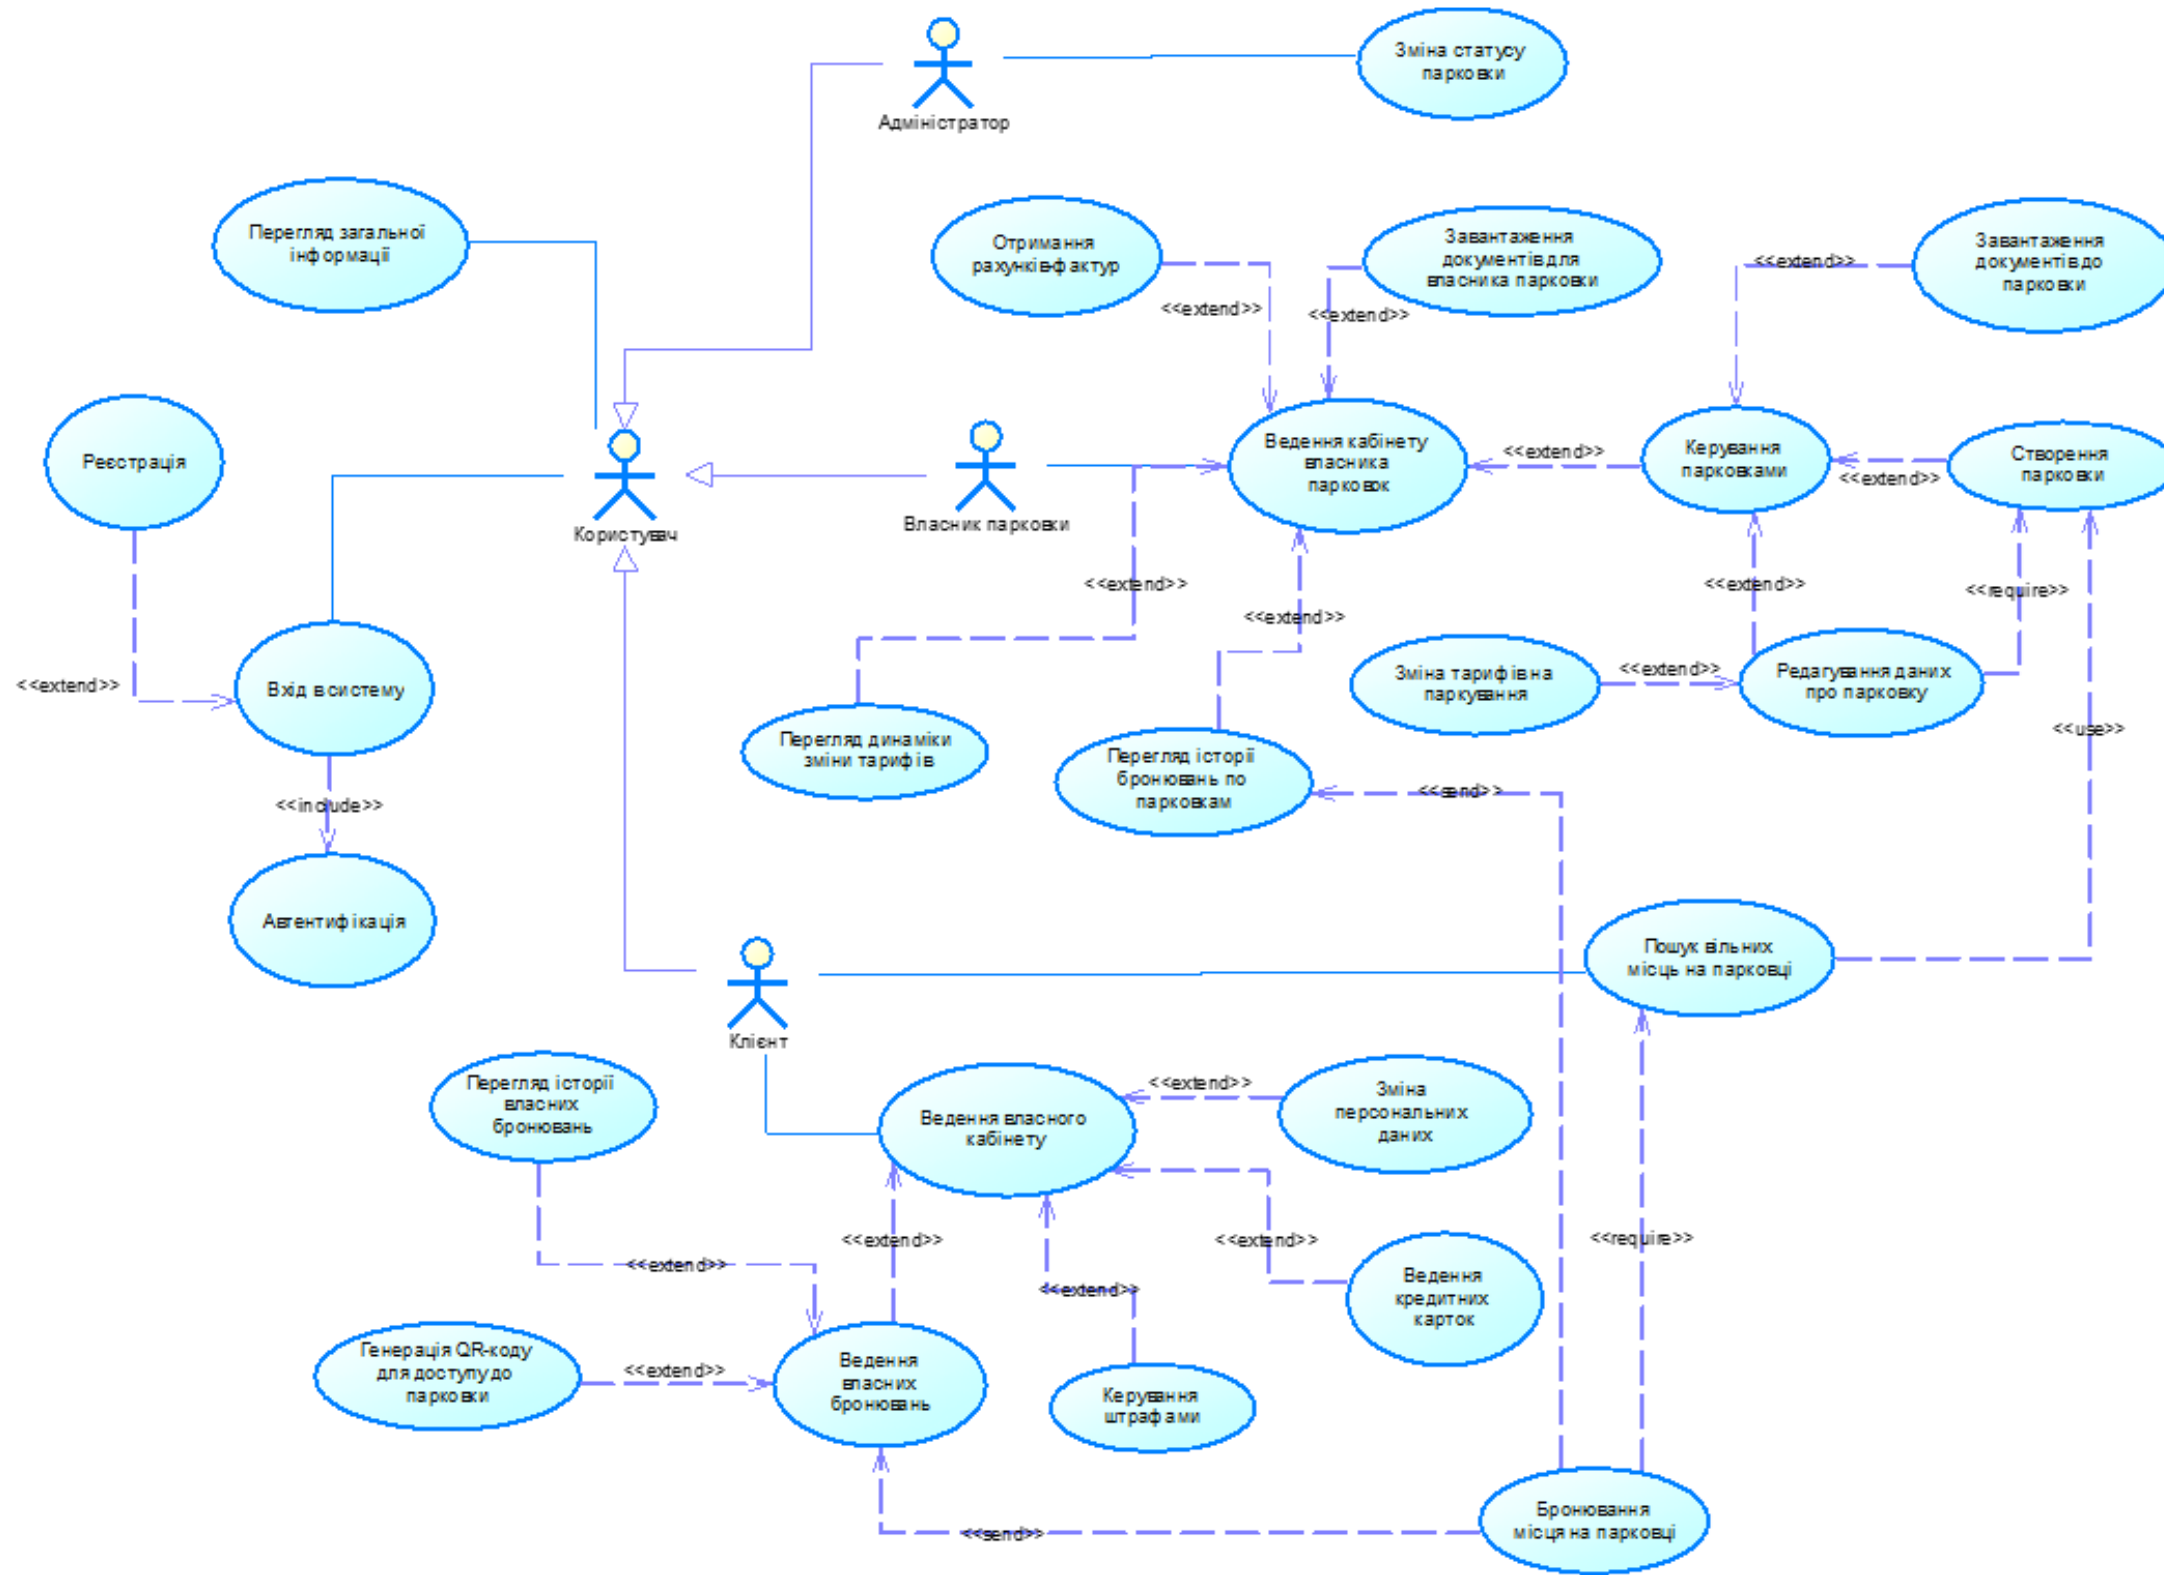 Зміна статусу
парковки
Адміністратор
Перегляд загальної
інформації
Отримання
рахунків-фактур
Завантаження
документів для
власника парковки
Завантаження
документів до
парковки
<<extend>>
<<extend>>
<<extend>>
Реєстрація
Користувач
Власник парковки
Ведення кабінету
власника
парковок
<<extend>>
Керування
парковками
<<extend>>
Створення
парковки
<<extend>>
<<extend>>
<<extend>>
<<require>>
<<extend>>
Вхід в систему
Зміна тарифів на
паркування
<<extend>>
Редагування даних
про парковку
<<use>>
Перегляд динаміки
зміни тарифів
Перегляд історії
бронювань по
парковкам
<<send>>
<<include>>
Автентифікація
Пошук вільних
місць на парковці
Клієнт
Перегляд історії
власних
бронювань
Ведення власного
кабінету
<<extend>>
Зміна
персональних
даних
<<extend>>
<<extend>>
<<require>>
<<extend>>
<<extend>>
Ведення
кредитних
карток
Генерація QR-коду
для доступу до
парковки
<<extend>>
Ведення
власних
бронювань
Керування
штрафами
<<send>>
Бронювання
місця на парковці